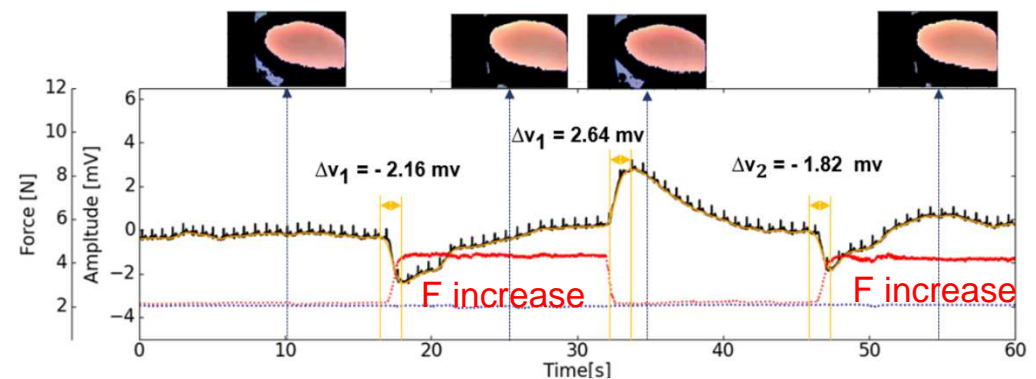 Δv₁ = - 2.16 mv
Δv₁ = 2.64 mv
Δv₂ = - 1.82 mv
F increase
F increase
Force [N]
12
10
8
6
4
2
Ampltude [mV]
6
4
2
0
−2
−4
0
10
20
30
40
50
60
Time[s]